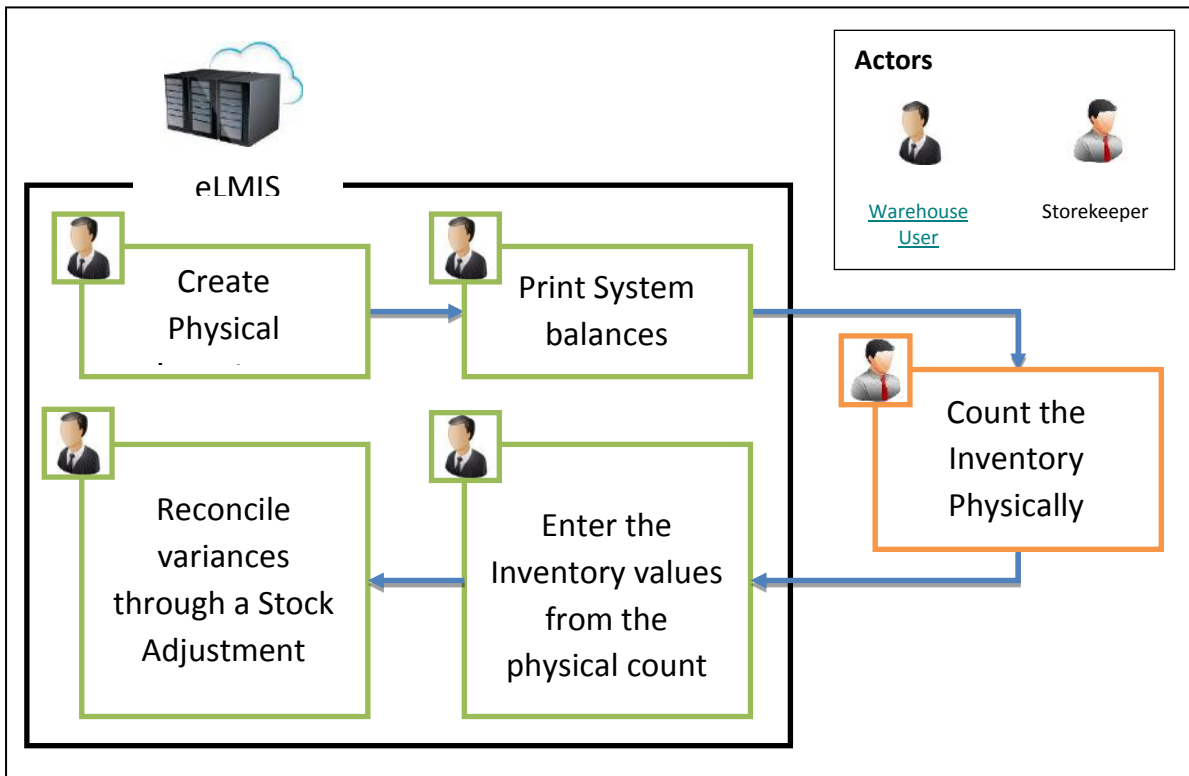 Actors
Warehouse
User
Storekeeper
eLMIS
Create
Physical
Print System
balances
Count the
Inventory
Physically
Reconcile
variances
through a Stock
Adjustment
Enter the
Inventory values
from the
physical count